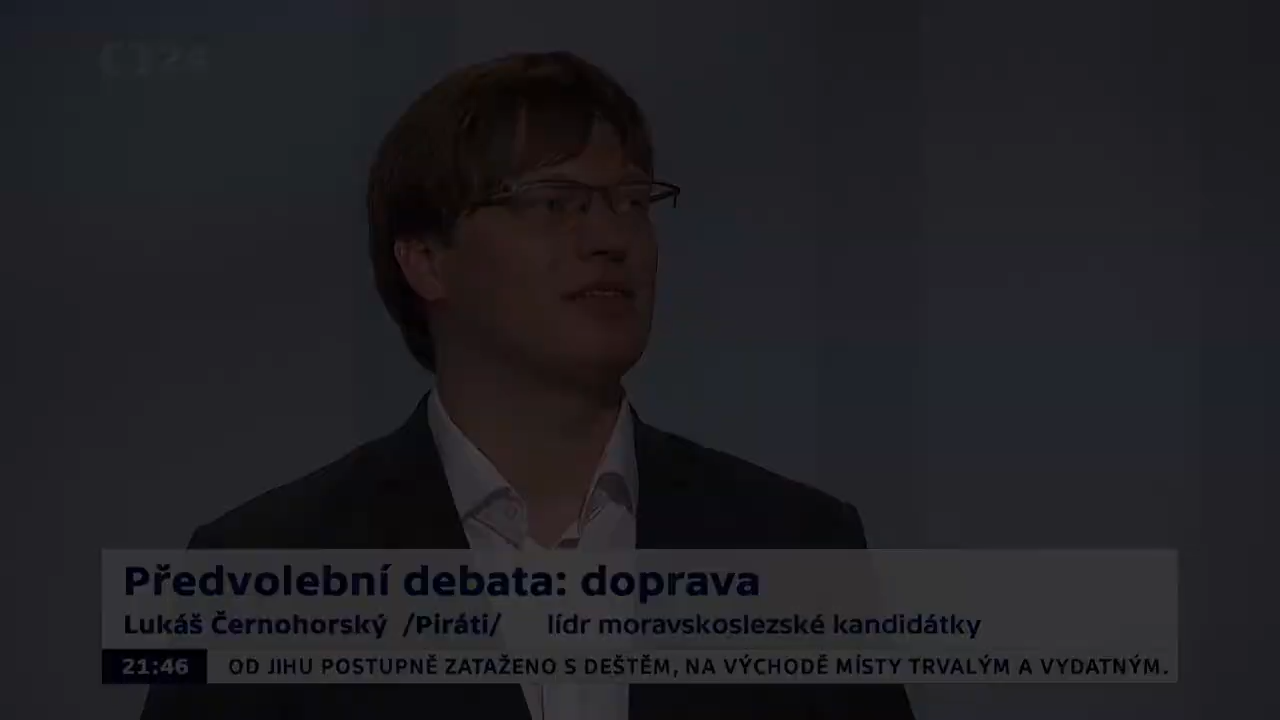 ČT24
Předvolební debata: doprava
Lukáš Černohorský /Piráti/ lídr moravskoslezské kandidátky
21:46 OD JIHU POSTUPNĚ ZATAŽENO S DEŠTĚM, NA VÝCHODĚ MÍSTY TRVALÝM A VYDATNÝM.